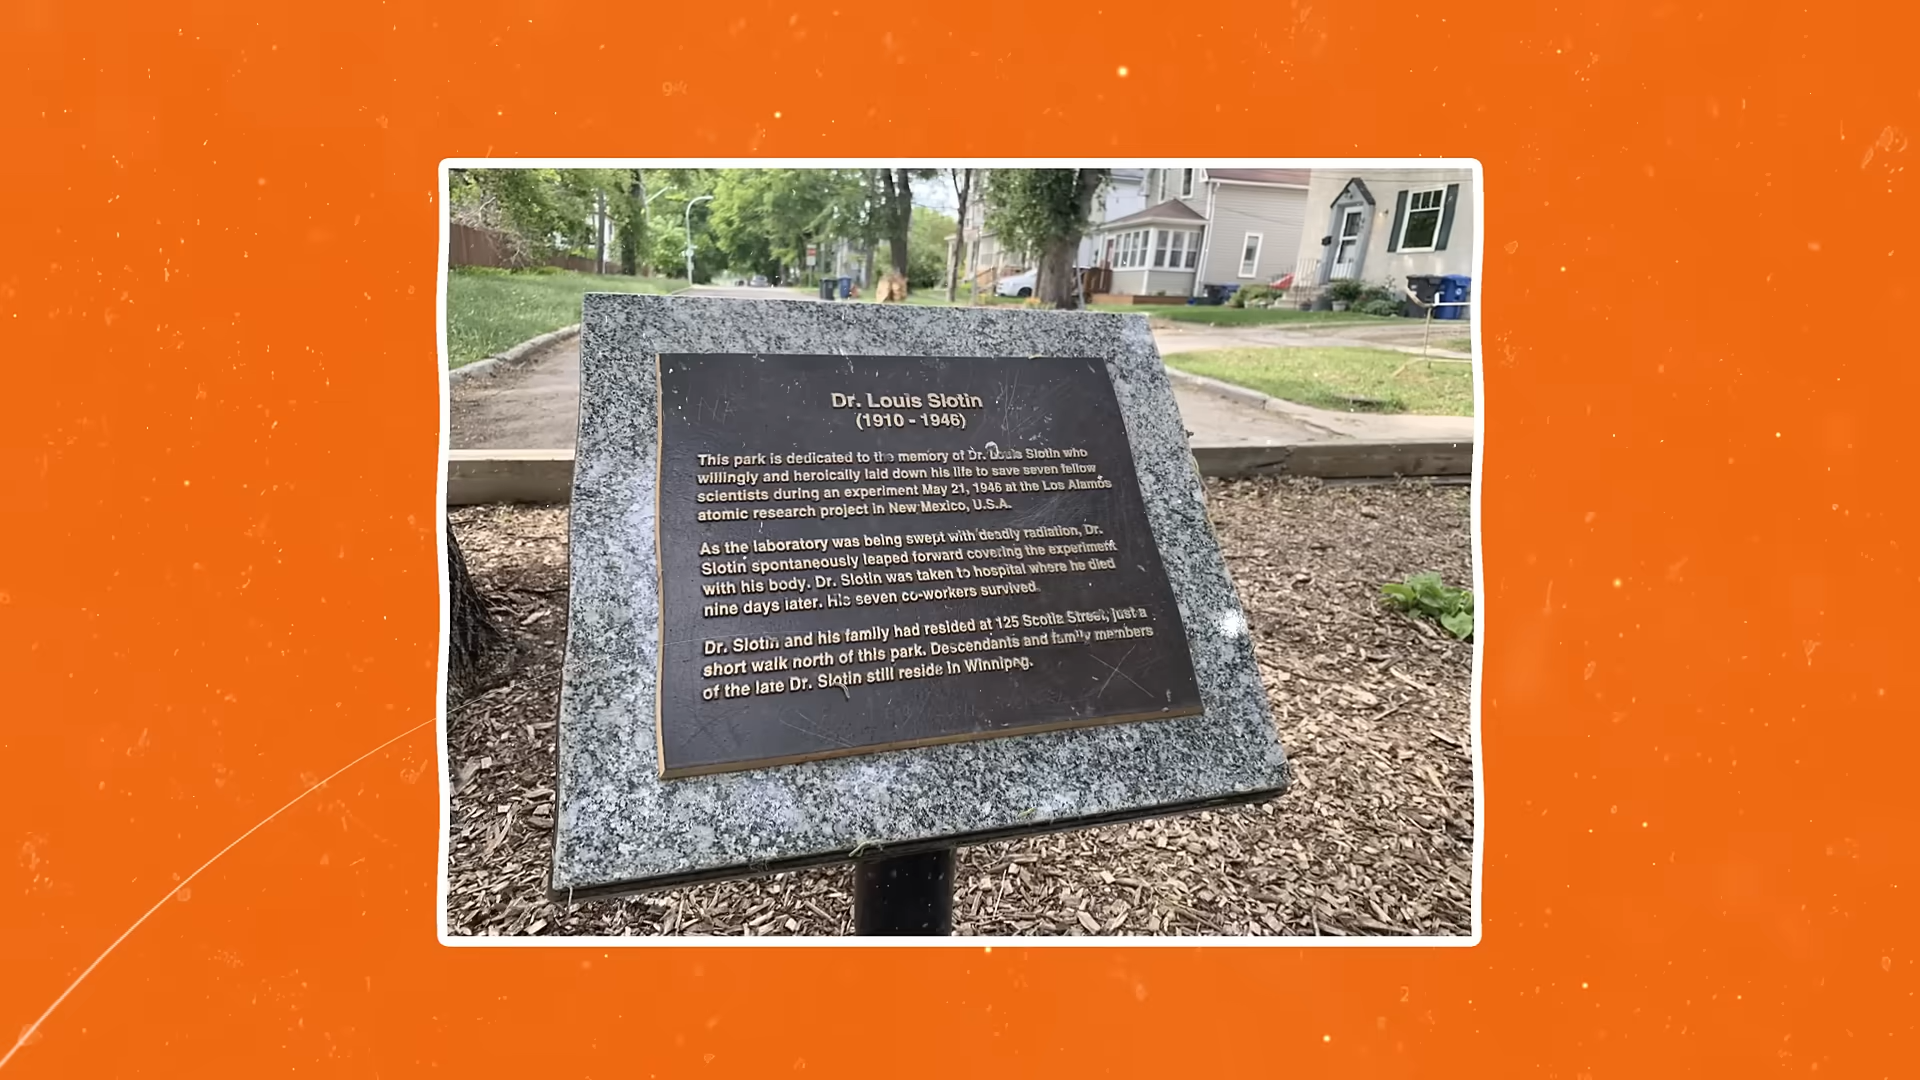 Dr. Louis Slotin
(1910 - 1946)
This park is dedicated to the memory of Dr. Louis Slotin who
willingly and heroically laid down his life to save seven fellow
scientists during an experiment May 21, 1946 at the Los Alamos
atomic research project in New Mexico, U.S.A.
As the laboratory was being swept with deadly radiation, Dr.
Slotin spontaneously leaped forward covering the experiment
with his body. Dr. Slotin was taken to hospital where he died
nine days later. His seven co-workers survived.
Dr. Slotin and his family had resided at 125 Scotia Street, just a
short walk north of this park. Descendants and family members
of the late Dr. Slotin still reside in Winnipeg.